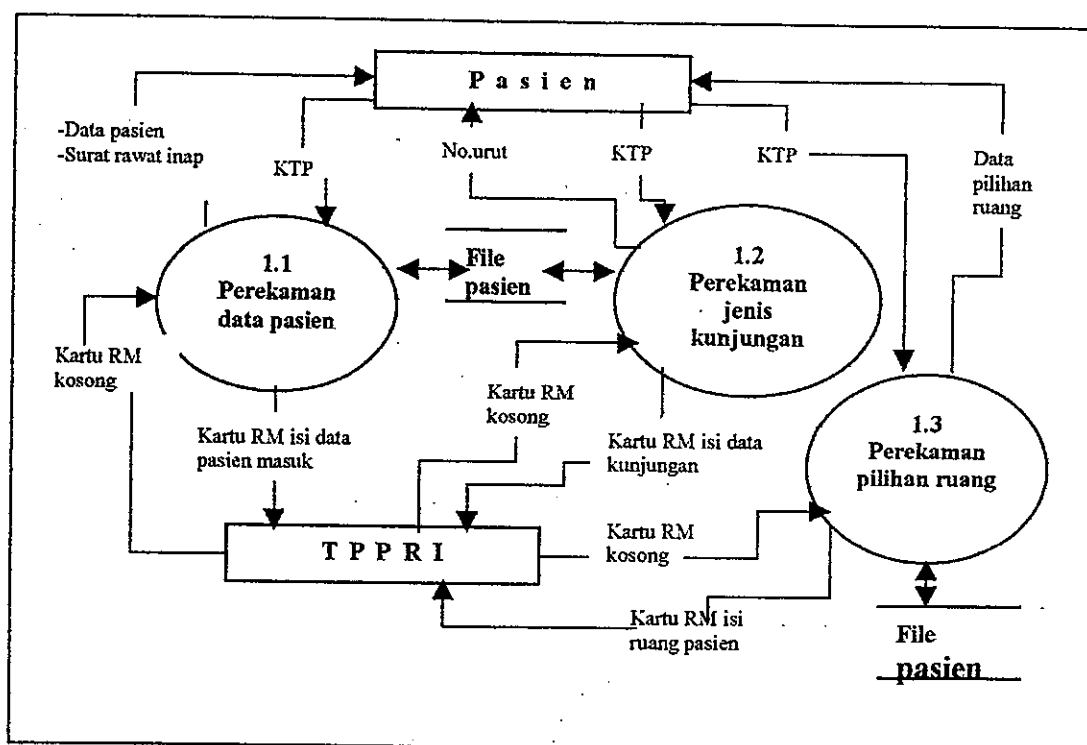 P a s i e n
-Data pasien
-Surat rawat inap
KTP
No.urut
KTP
KTP
Data
pilihan
ruang
1.1
Perekaman
data pasien
File
pasien
1.2
Perekaman
jenis
kunjungan
Kartu RM
kosong
Kartu RM
kosong
Kartu RM isi data
pasien masuk
Kartu RM isi data
kunjungan
1.3
Perekaman
pilihan ruang
T P P R I
Kartu RM
kosong
Kartu RM isi
ruang pasien
File
pasien